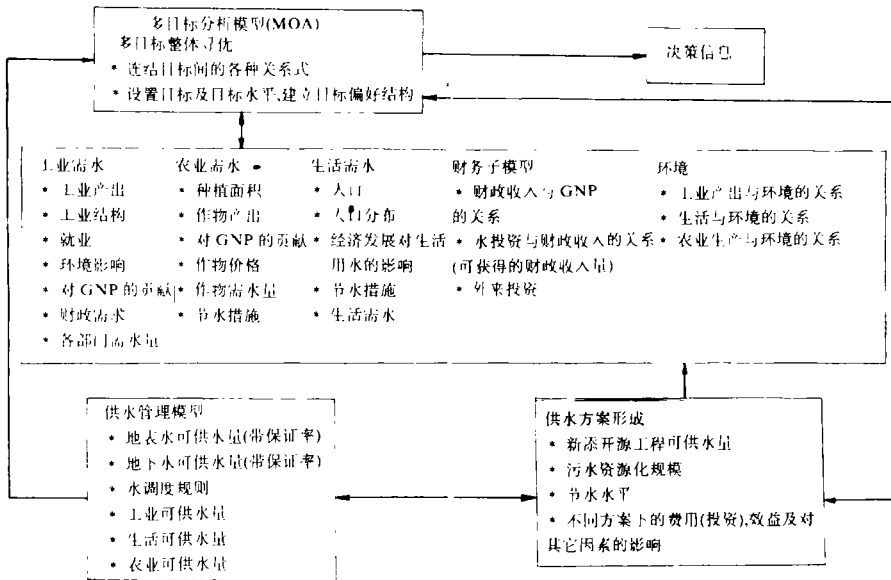 多目标分析模型(MOA)
多目标整体寻优
* 连结目标间的各种关系式
* 设置目标及目标水平,建立目标偏好结构
决策信息
工业需水
* 工业产出
* 工业结构
* 就业
* 环境影响
* 对GNP的贡献
* 财政需求
* 各部门需水量
农业需水
* 种植面积
* 作物产出
* 对GNP的贡献
* 作物价格
* 作物需水量
* 节水措施
生活需水
* 人口
* 人口分布
* 经济发展对生活
用水的影响
* 节水措施
* 生活需水
财务子模型
* 财政收入与GNP
的关系
* 水投资与财政收入的关系
(可获得的财政收入量)
* 外来投资
环境
* 工业产出与环境的关系
* 生活与环境的关系
* 农业生产与环境的关系
供水管理模型
* 地表水可供水量(带保证率)
* 地下水可供水量(带保证率)
* 水调度规则
* 工业可供水量
* 生活可供水量
* 农业可供水量
供水方案形成
* 新添开源工程可供水量
* 污水资源化规模
* 节水水平
* 不同方案下的费用(投资),效益及对
其它因素的影响